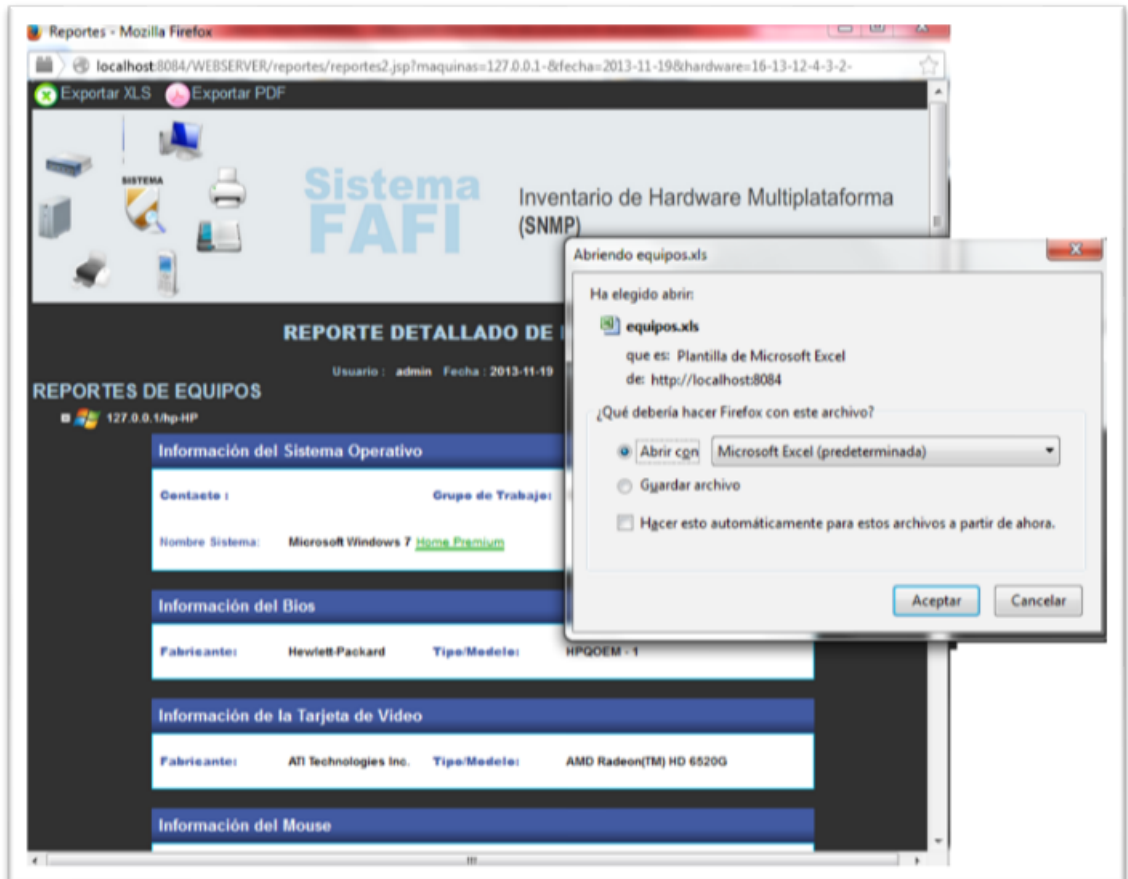 Reportes - Mozilla Firefox
localhost:8084/WEBSERVER/reportes/reportes2.jsp?maquinas=127.0.0.1-&fecha=2013-11-19&hardware=16-13-12-4-3-2-
Exportar XLS Exportar PDF
SISTEMA
Sistema
FAFI
Inventario de Hardware Multiplataforma
(SNMP)
REPORTE DETALLADO DE
Usuario : admin Fecha : 2013-11-19
REPORTES DE EQUIPOS
127.0.0.1/hp-HP
Información del Sistema Operativo
Contacto : Grupo de Trabajo:
Nombre Sistema: Microsoft Windows 7 Home Premium
Información del Bios
Fabricante: Hewlett-Packard Tipo/Modelo: HPQOEM - 1
Información de la Tarjeta de Video
Fabricante: ATI Technologies Inc. Tipo/Modelo: AMD Radeon(TM) HD 6520G
Información del Mouse
Abriendo equipos.xls
Ha elegido abrir:
equipos.xls
que es: Plantilla de Microsoft Excel
de: http://localhost:8084
¿Qué debería hacer Firefox con este archivo?
Abrir con Microsoft Excel (predeterminada)
Guardar archivo
Hacer esto automáticamente para estos archivos a partir de ahora.
Aceptar Cancelar